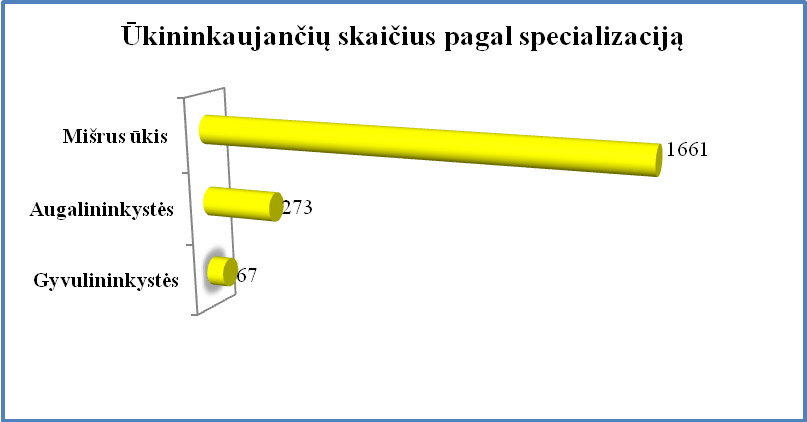 Ūkininkaujančių skaičius pagal specializaciją
Mišrus ūkis
1661
Augalininkystės
273
Gyvulininkystės
67